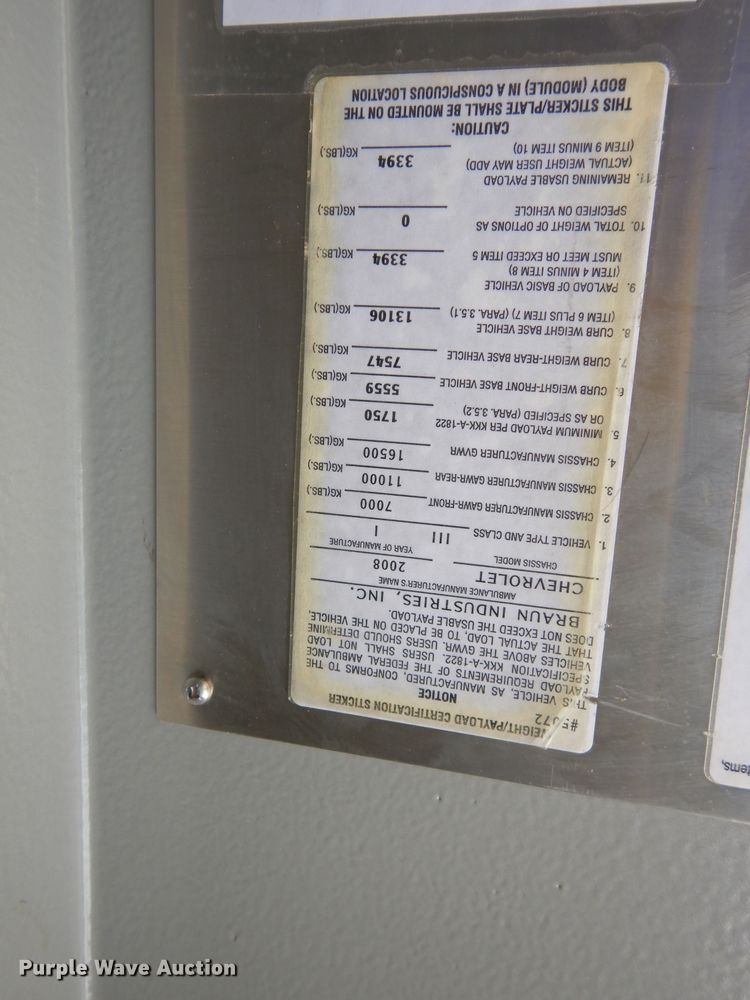 #5072
WEIGHT/PAYLOAD CERTIFICATION STICKER
NOTICE
THIS VEHICLE, AS MANUFACTURED, CONFORMS TO THE
PAYLOAD REQUIREMENTS OF THE FEDERAL AMBULANCE
SPECIFICATION KKK-A-1822. USERS SHALL NOT LOAD
VEHICLES ABOVE THE GVWR. USERS SHOULD DETERMINE
THAT THE ACTUAL LOAD, TO BE PLACED ON THE VEHICLE,
DOES NOT EXCEED THE USABLE PAYLOAD.
BRAUN INDUSTRIES, INC.
AMBULANCE MANUFACTURER'S NAME
CHEVROLET 2008
CHASSIS MODEL YEAR OF MANUFACTURE
1. VEHICLE TYPE AND CLASS III I
2. CHASSIS MANUFACTURER GAWR-FRONT 7000 KG(LBS.)
3. CHASSIS MANUFACTURER GAWR-REAR 11000 KG(LBS.)
4. CHASSIS MANUFACTURER GVWR 16500 KG(LBS.)
5. MINIMUM PAYLOAD PER KKK-A-1822
OR AS SPECIFIED (PARA. 3.5.2) 1750 KG(LBS.)
6. CURB WEIGHT-FRONT BASE VEHICLE 5559 KG(LBS.)
7. CURB WEIGHT-REAR BASE VEHICLE 7547 KG(LBS.)
8. CURB WEIGHT BASE VEHICLE
(ITEM 6 PLUS ITEM 7) (PARA. 3.5.1) 13106 KG(LBS.)
9. PAYLOAD OF BASIC VEHICLE
(ITEM 4 MINUS ITEM 8)
MUST MEET OR EXCEED ITEM 5 3394 KG(LBS.)
10. TOTAL WEIGHT OF OPTIONS AS
SPECIFIED ON VEHICLE 0 KG(LBS.)
11. REMAINING USABLE PAYLOAD
(ACTUAL WEIGHT USER MAY ADD)
(ITEM 9 MINUS ITEM 10) 3394 KG(LBS.)
CAUTION:
THIS STICKER/PLATE SHALL BE MOUNTED ON THE
BODY (MODULE) IN A CONSPICUOUS LOCATION
Purple Wave Auction